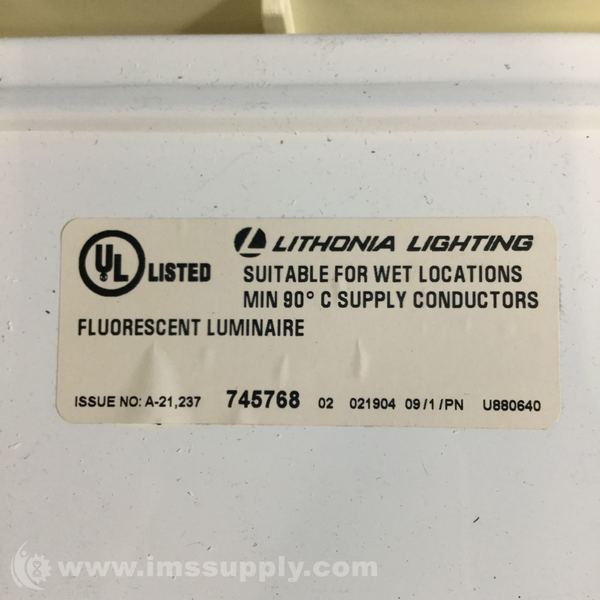 UL LISTED
LITHONIA LIGHTING
SUITABLE FOR WET LOCATIONS
MIN 90° C SUPPLY CONDUCTORS
FLUORESCENT LUMINAIRE
ISSUE NO: A-21,237 745768 02 021904 09/1/PN U880640
www.imssupply.com